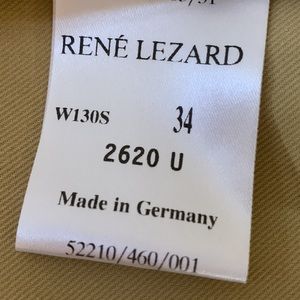 RENÉ LEZARD
W130S 34
2620 U
Made in Germany
52210/460/001